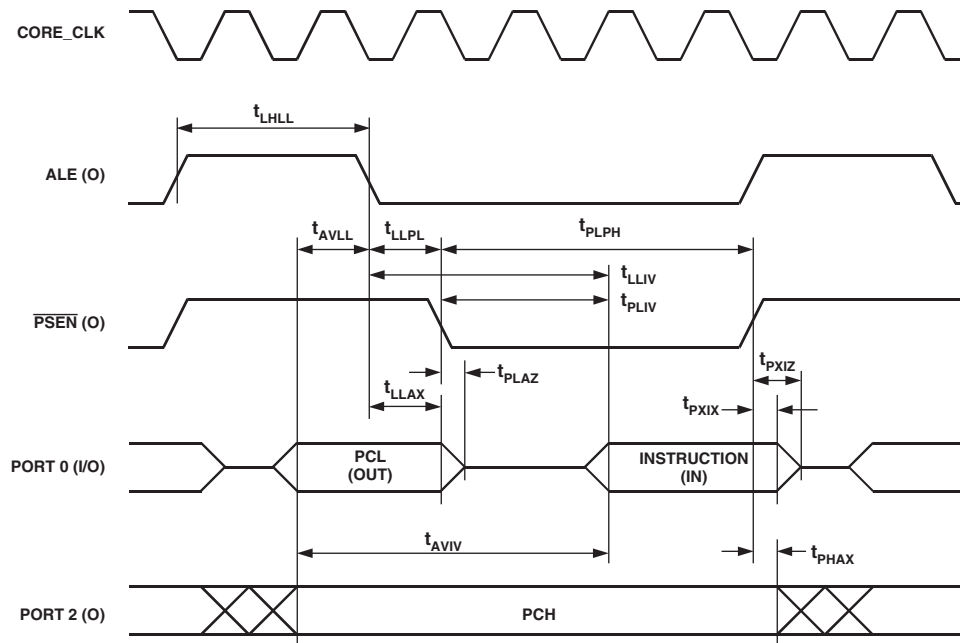 CORE_CLK
tLHLL
ALE (O)
tAVLL
tLLPL
tPLPH
tLLIV
tPLIV
PSEN (O)
tPXIZ
tPLAZ
tLLAX
tPXIX
PORT 0 (I/O)
PCL
(OUT)
INSTRUCTION
(IN)
tAVIV
tPHAX
PORT 2 (O)
PCH